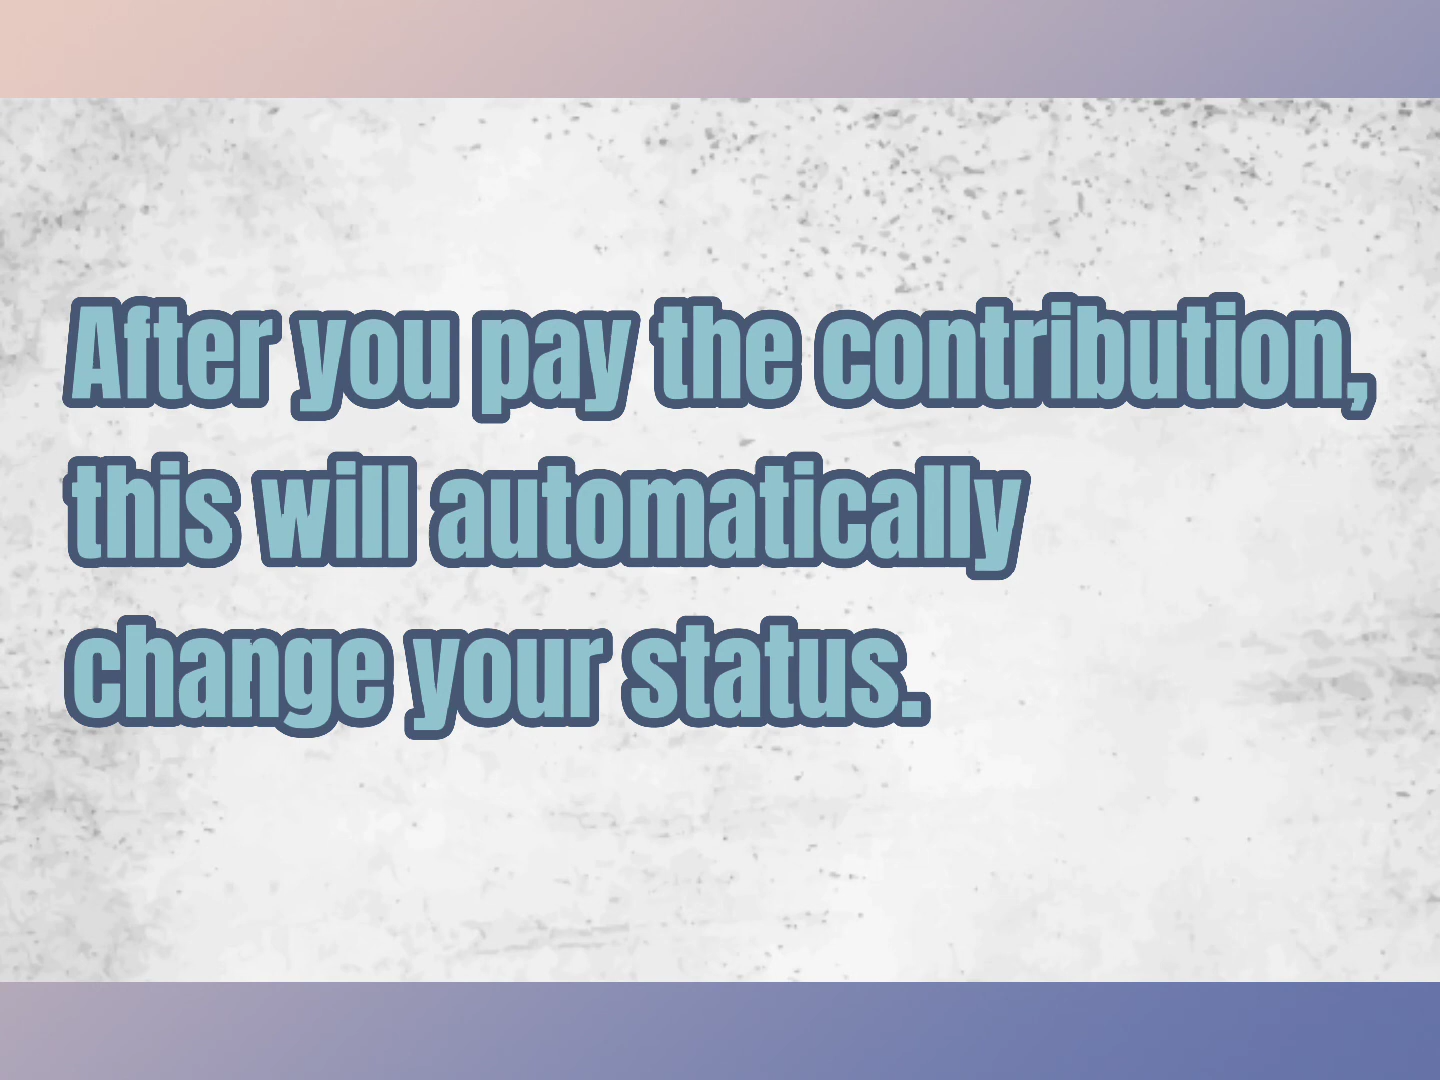 After you pay the contribution,
this will automatically
change your status.